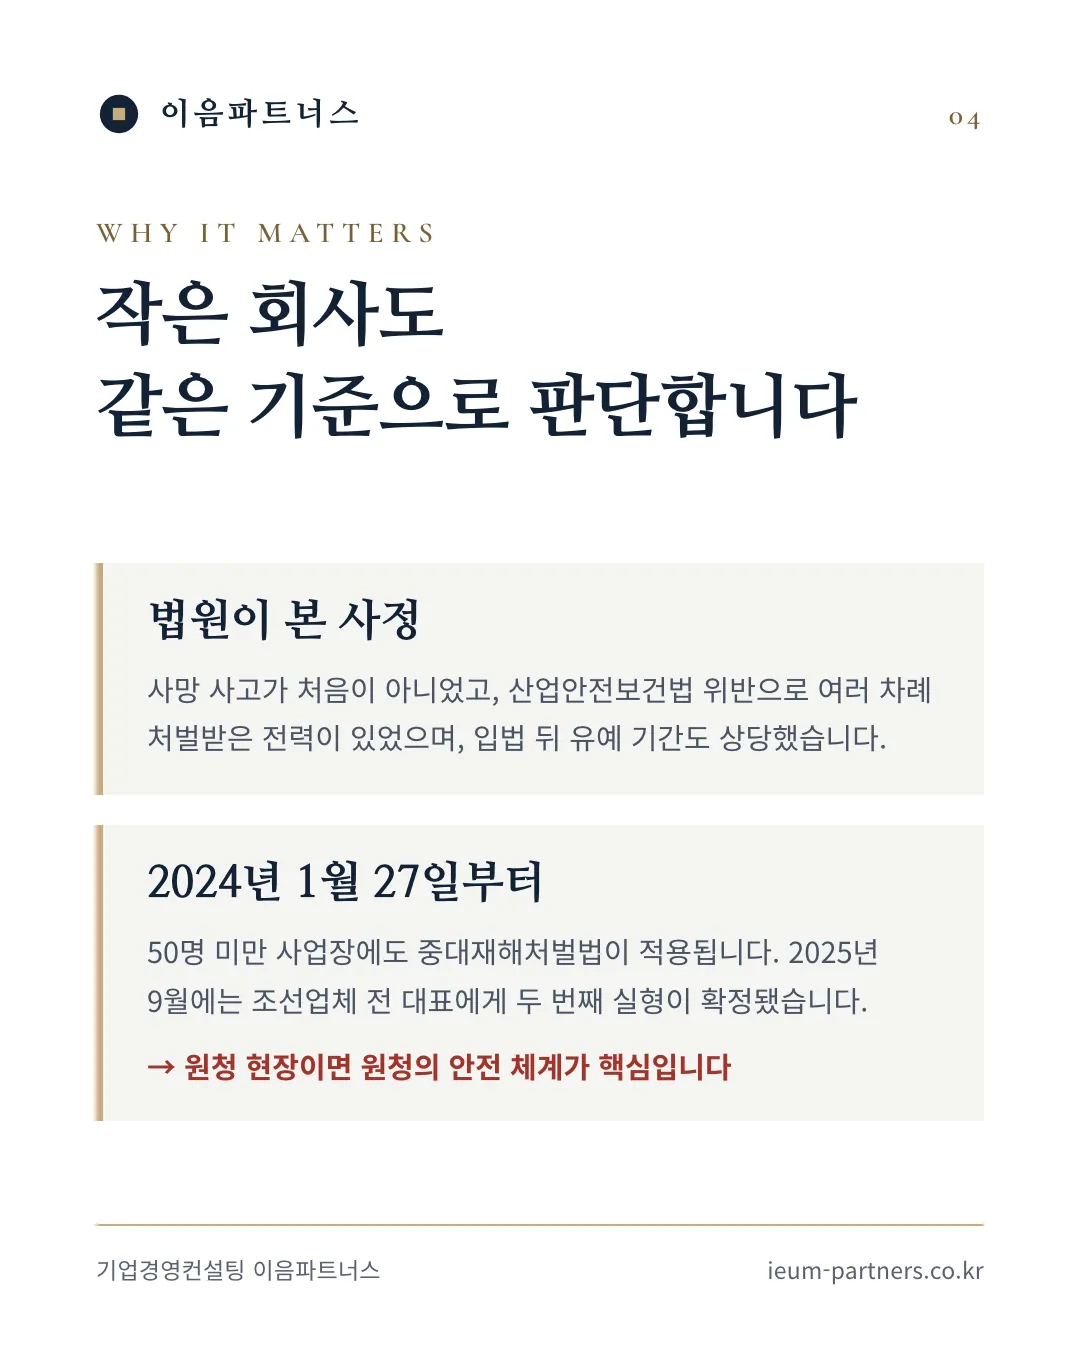 이음파트너스
04
WHY IT MATTERS
작은 회사도
같은 기준으로 판단합니다
법원이 본 사정
사망 사고가 처음이 아니었고, 산업안전보건법 위반으로 여러 차례
처벌받은 전력이 있었으며, 입법 뒤 유예 기간도 상당했습니다.
2024년 1월 27일부터
50명 미만 사업장에도 중대재해처벌법이 적용됩니다. 2025년
9월에는 조선업체 전 대표에게 두 번째 실형이 확정됐습니다.
→ 원청 현장이면 원청의 안전 체계가 핵심입니다
기업경영컨설팅 이음파트너스
ieum-partners.co.kr